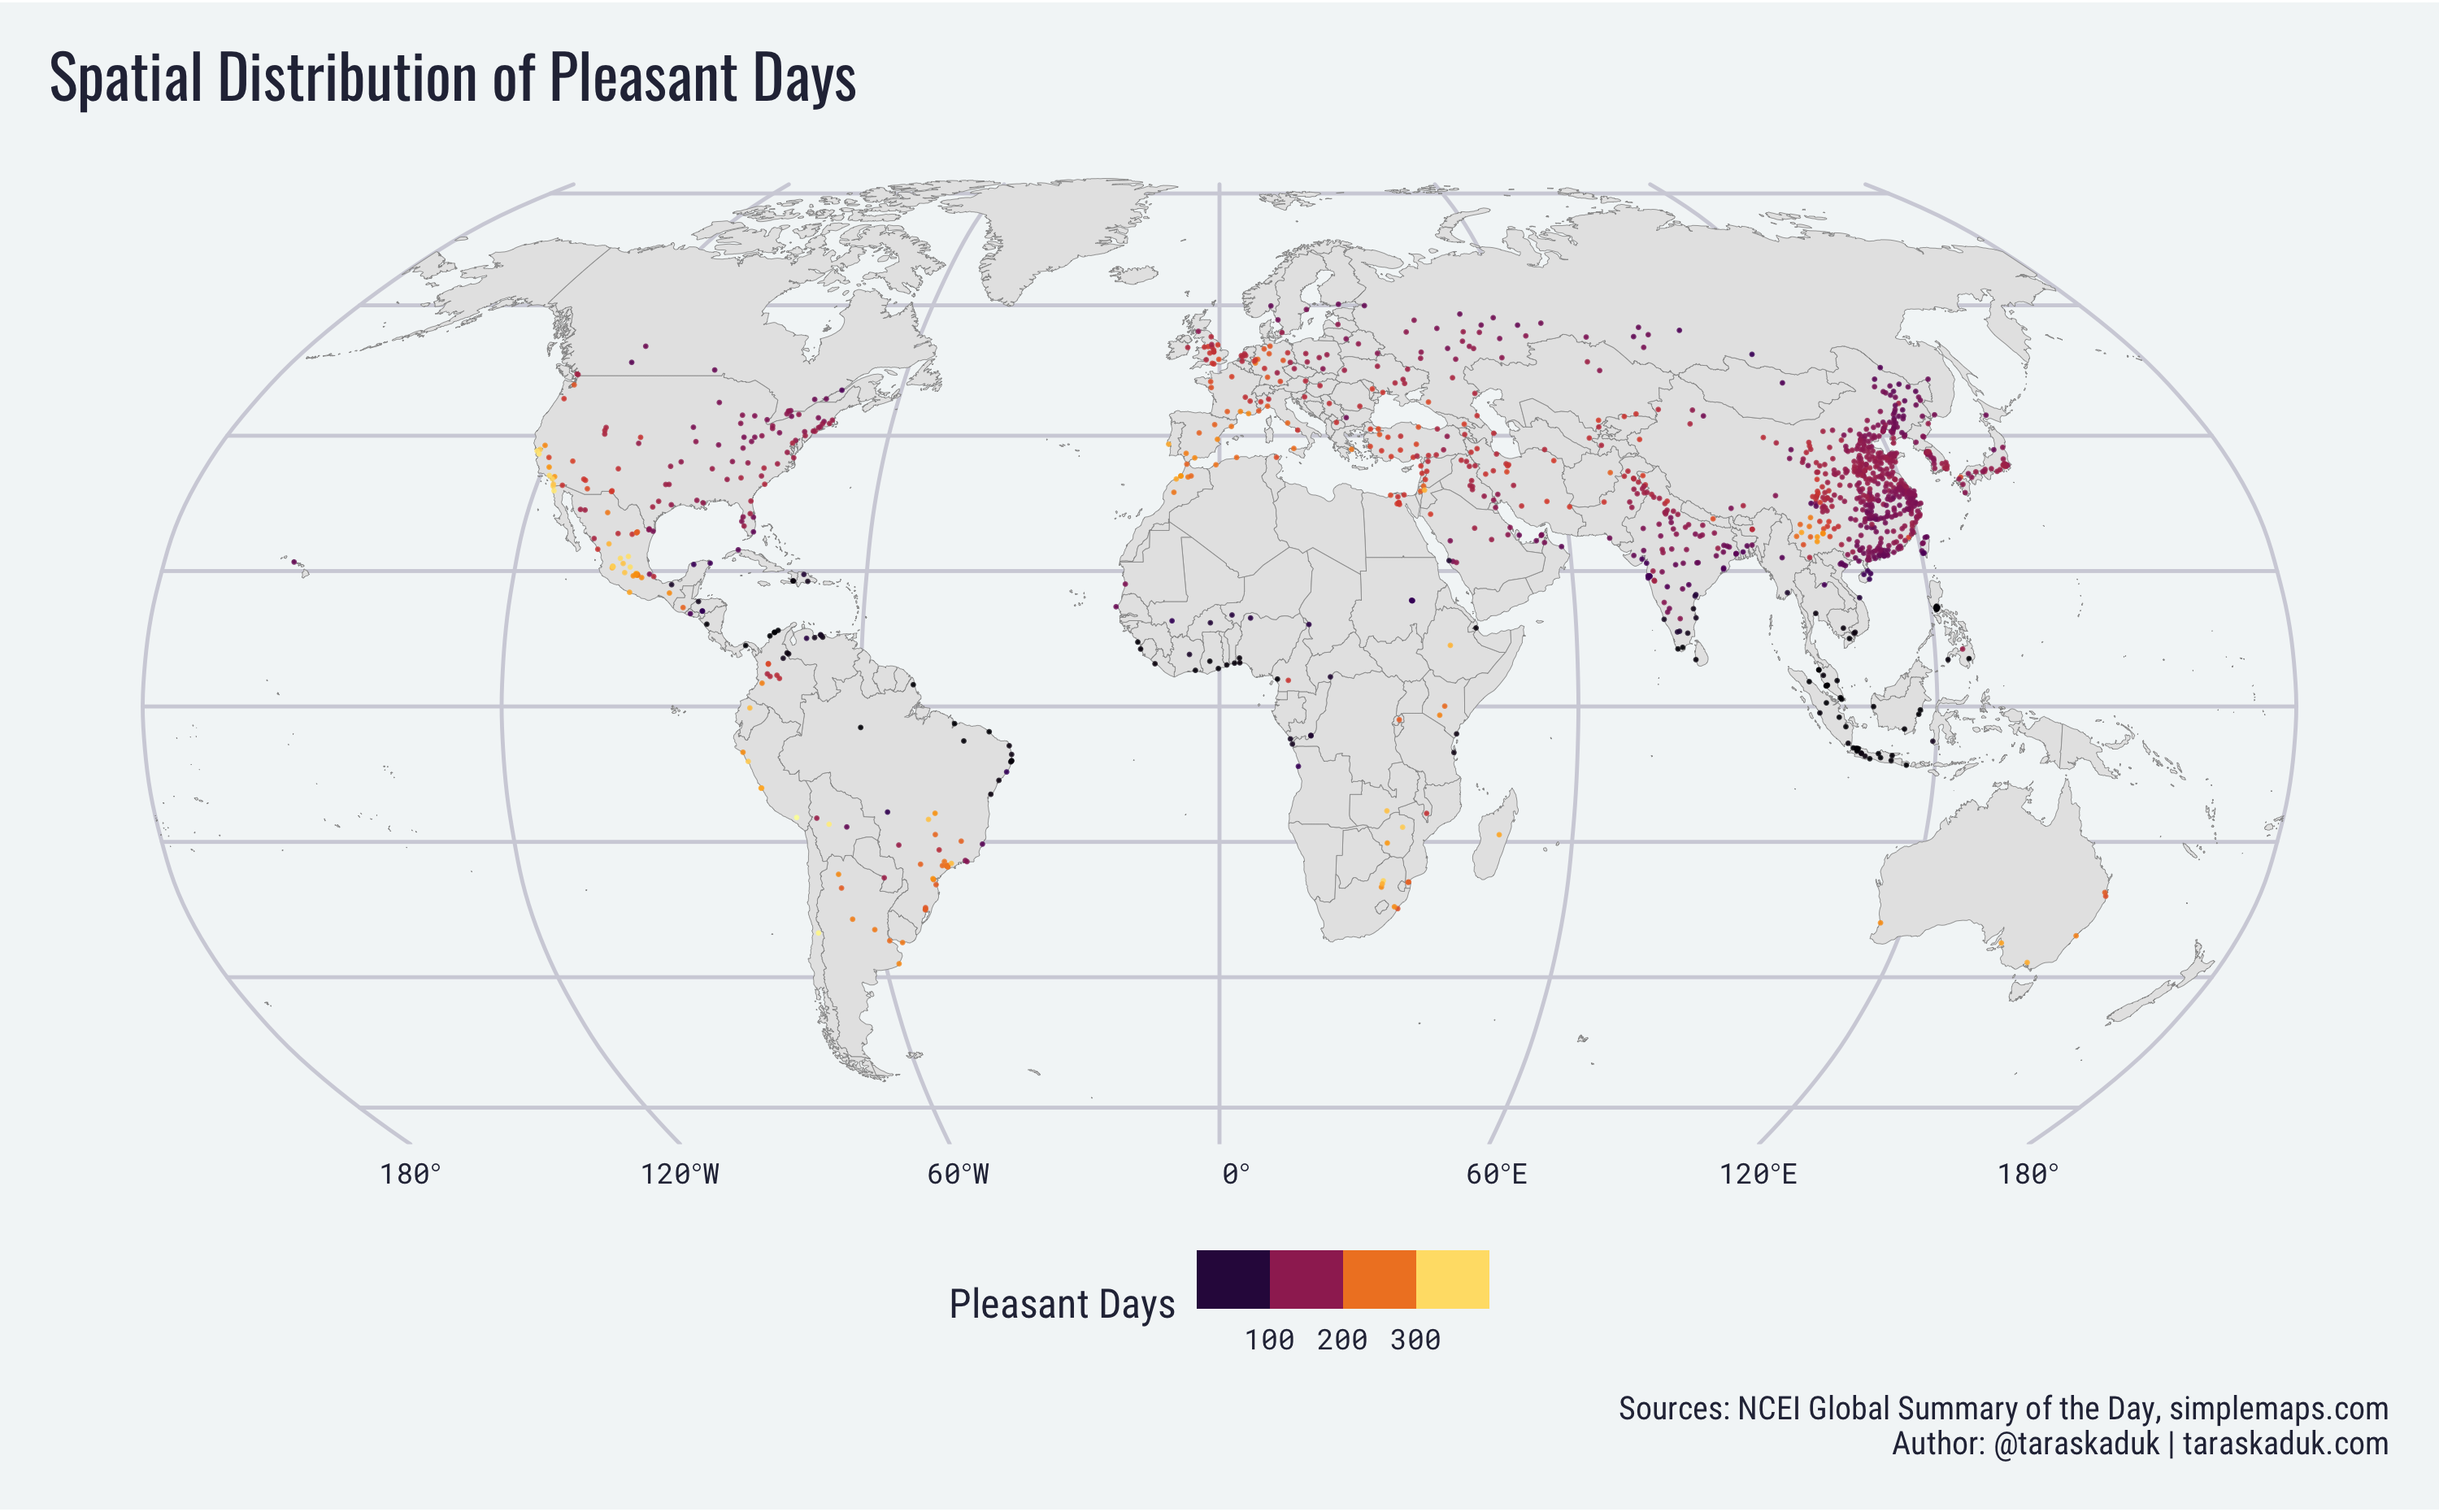 Spatial Distribution of Pleasant Days
180° 120°W 60°W 0° 60°E 120°E 180°
Pleasant Days
100 200 300
Sources: NCEI Global Summary of the Day, simplemaps.com
Author: @taraskaduk | taraskaduk.com